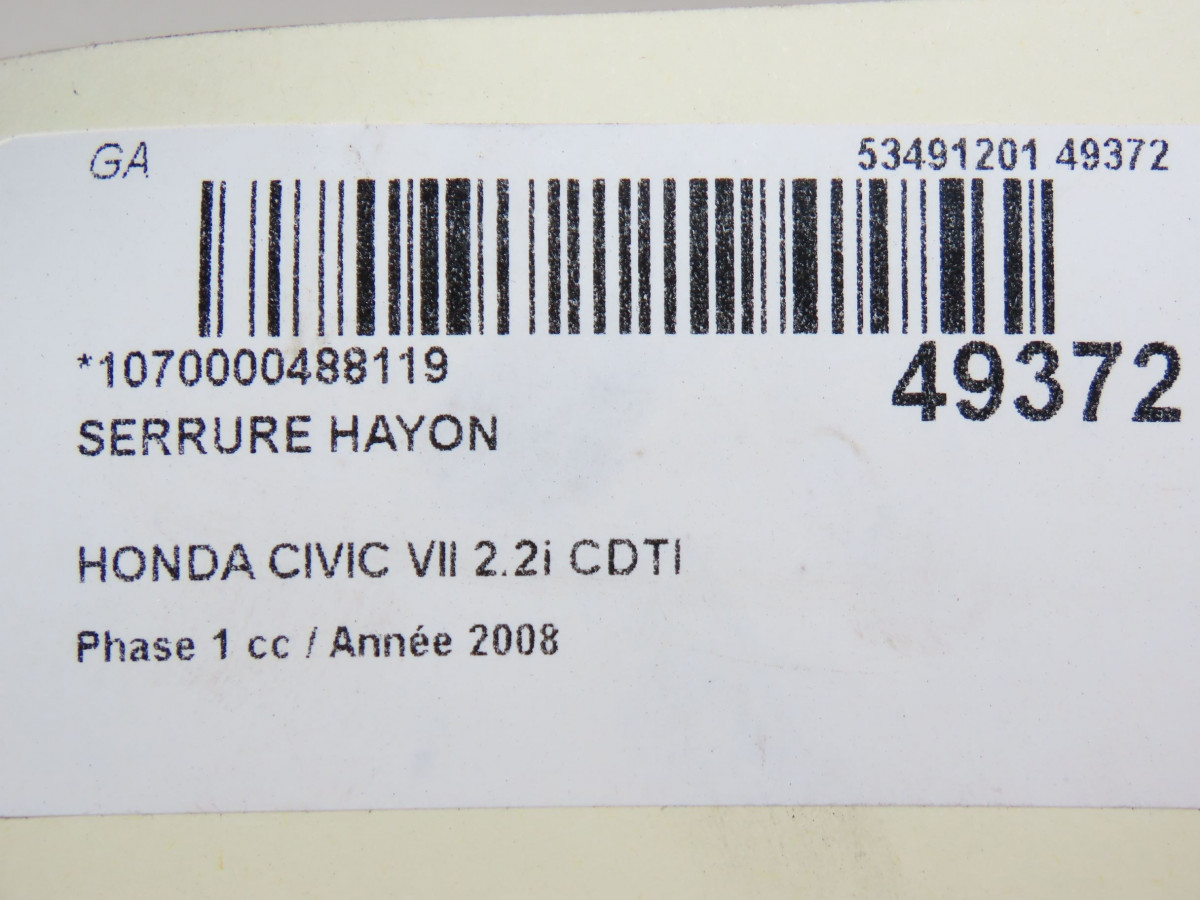 GA 53491201 49372
*1070000488119 49372
SERRURE HAYON
HONDA CIVIC VII 2.2i CDTI
Phase 1 cc / Année 2008